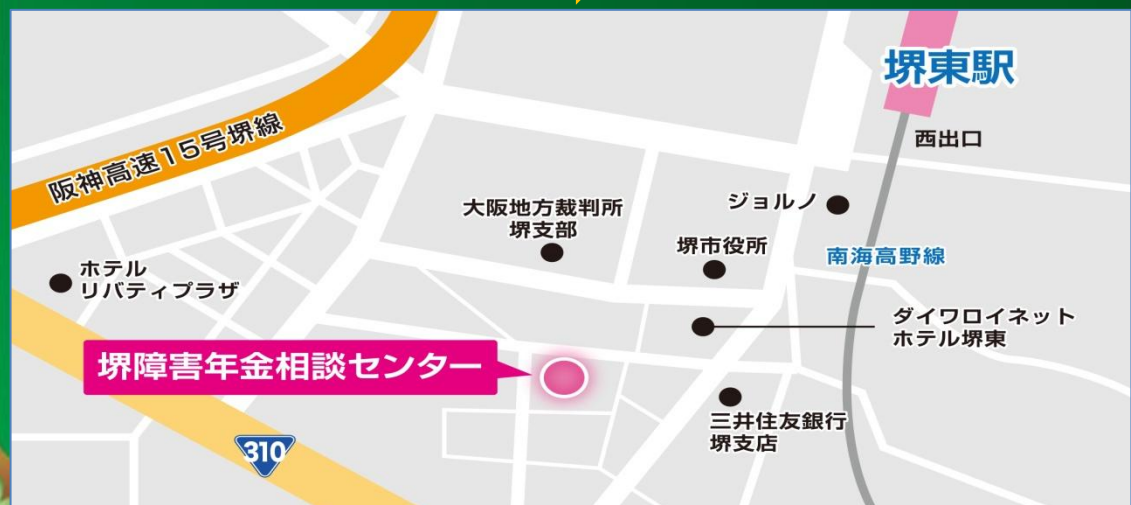 堺東駅
西出口
阪神高速15号堺線
大阪地方裁判所
堺支部
ジョルノ
堺市役所
南海高野線
ホテル
リバティプラザ
ダイワロイネット
ホテル堺東
堺障害年金相談センター
三井住友銀行
堺支店
310